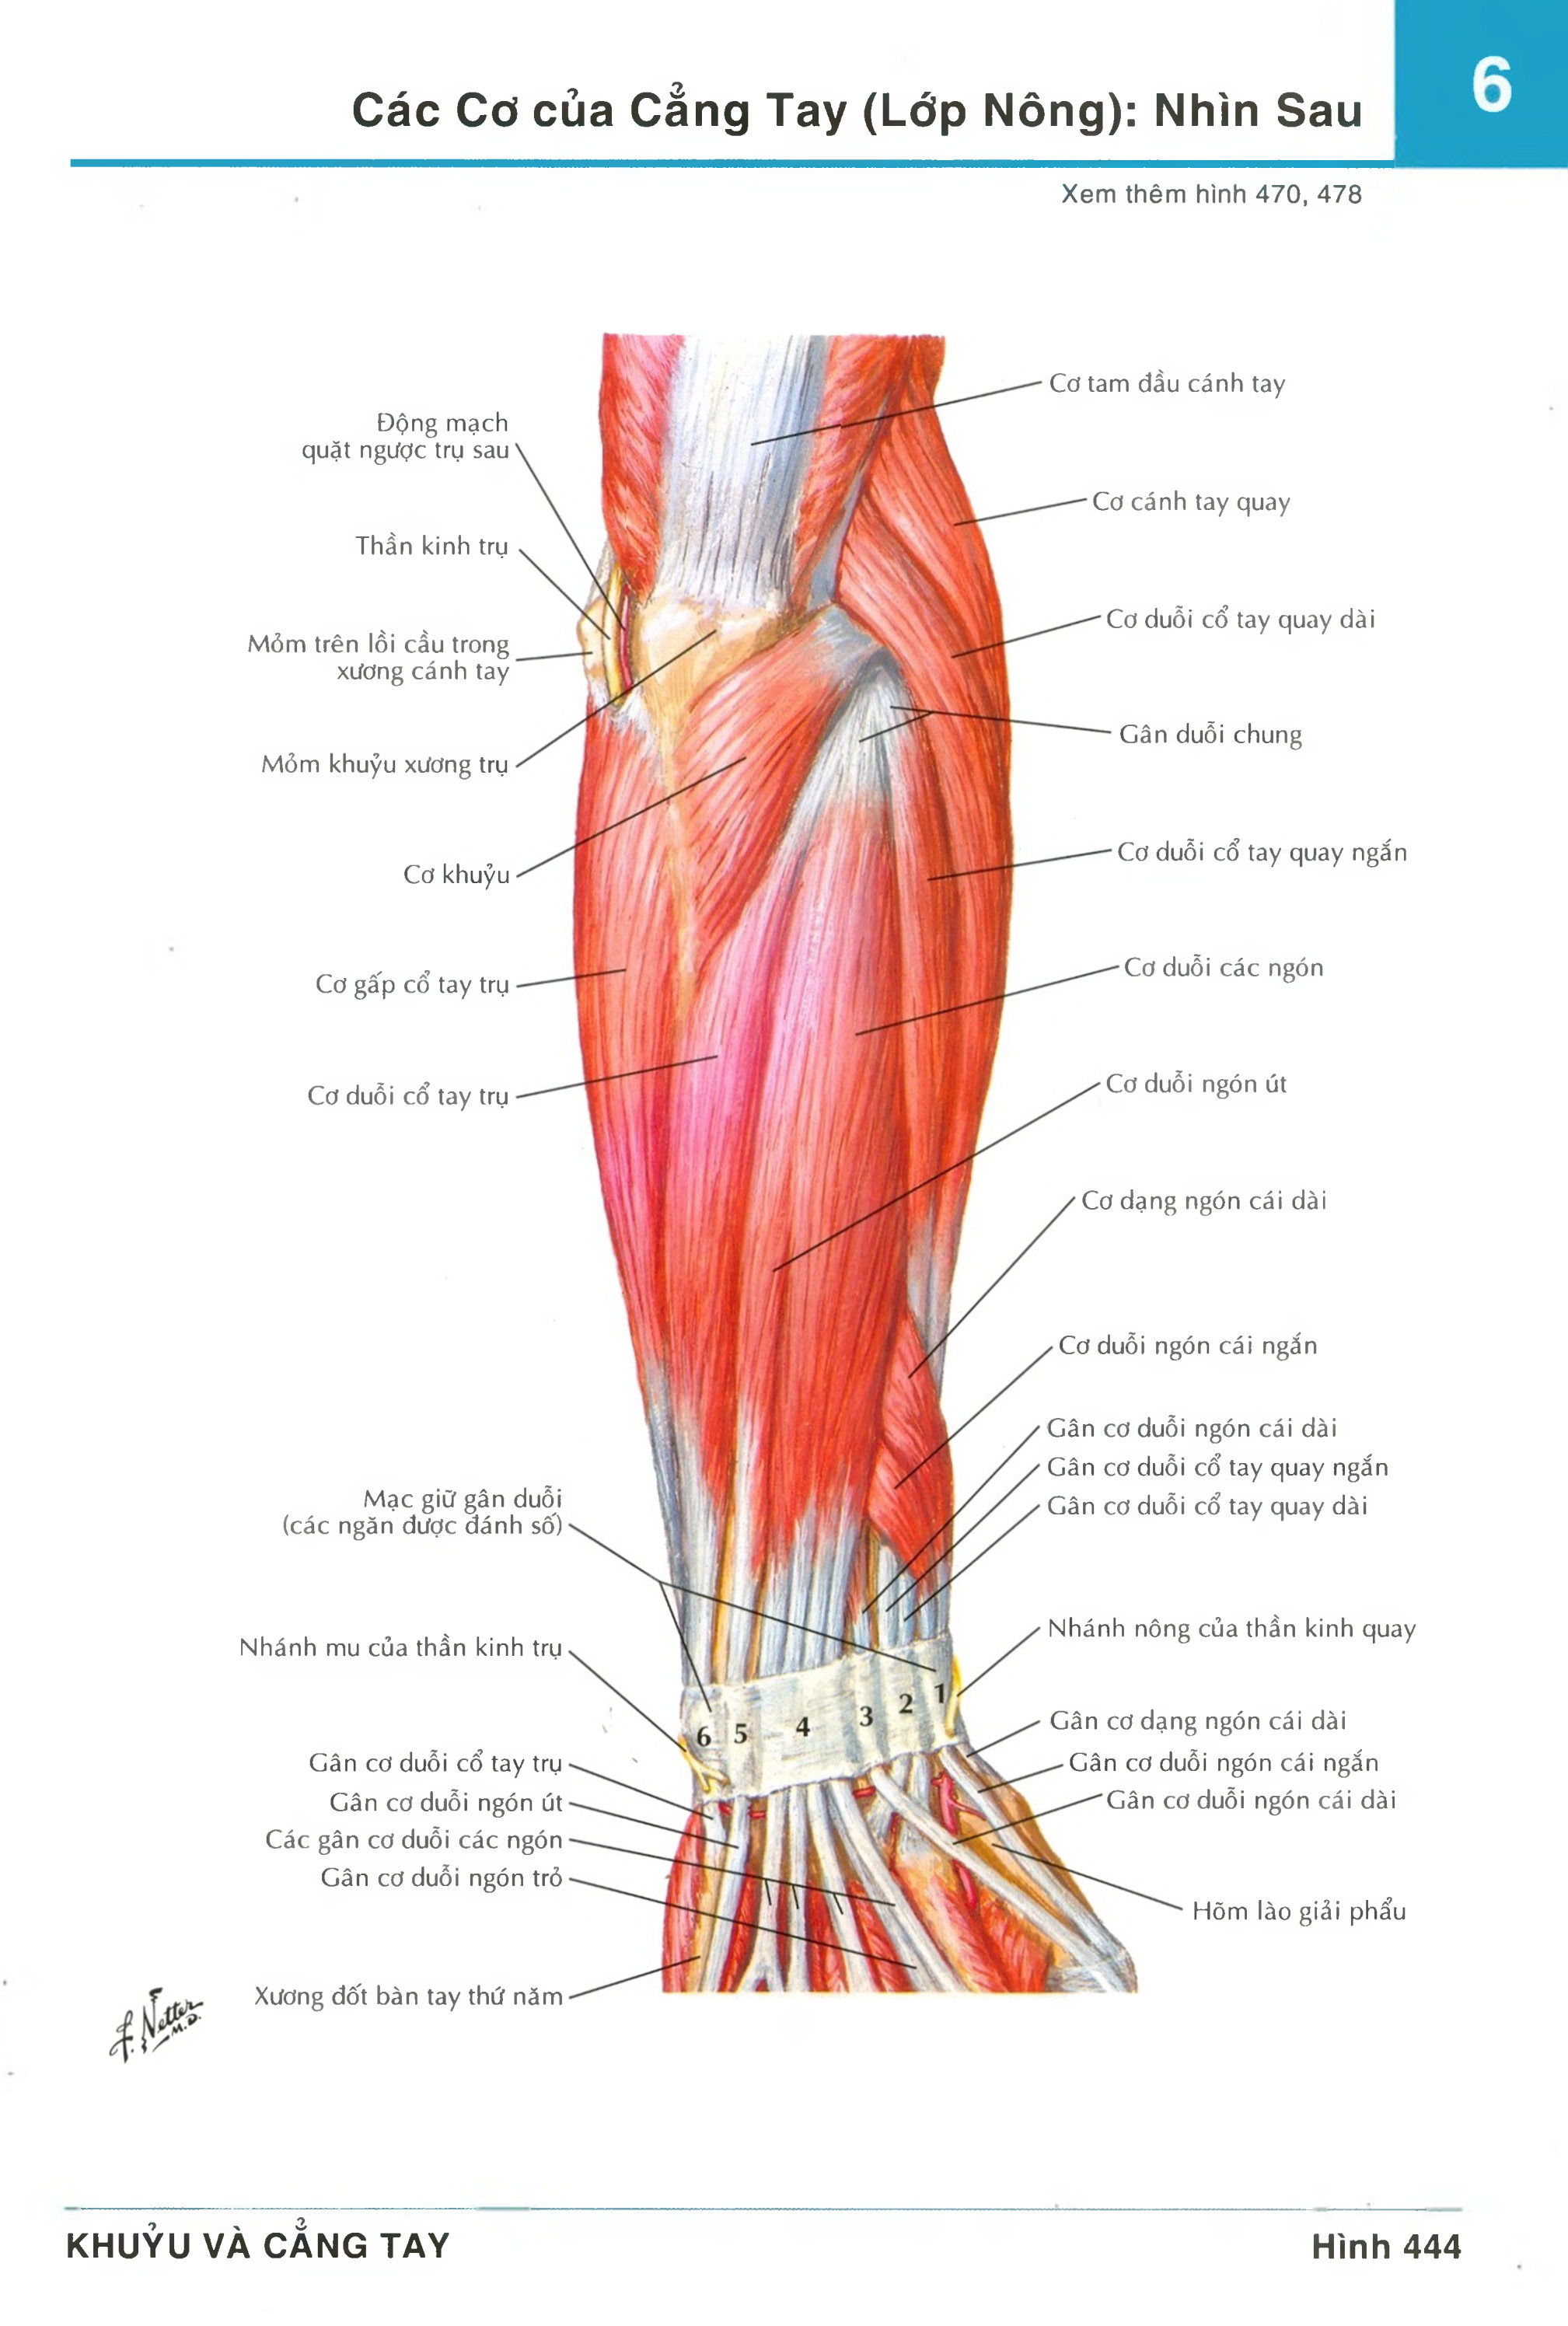 6
Các Cơ của Cẳng Tay (Lớp Nông): Nhìn Sau
Xem thêm hình 470, 478
Động mạch
quặt ngược trụ sau
Thần kinh trụ
Mỏm trên lồi cầu trong
xương cánh tay
Mỏm khuỷu xương trụ
Cơ khuỷu
Cơ gấp cổ tay trụ
Cơ duỗi cổ tay trụ
Mạc giữ gân duỗi
(các ngăn được đánh số)
Nhánh mu của thần kinh trụ
Gân cơ duỗi cổ tay trụ
Gân cơ duỗi ngón út
Các gân cơ duỗi các ngón
Gân cơ duỗi ngón trỏ
Xương đốt bàn tay thứ năm
Cơ tam đầu cánh tay
Cơ cánh tay quay
Cơ duỗi cổ tay quay dài
Gân duỗi chung
Cơ duỗi cổ tay quay ngắn
Cơ duỗi các ngón
Cơ duỗi ngón út
Cơ dạng ngón cái dài
Cơ duỗi ngón cái ngắn
Gân cơ duỗi ngón cái dài
Gân cơ duỗi cổ tay quay ngắn
Gân cơ duỗi cổ tay quay dài
Nhánh nông của thần kinh quay
Gân cơ dạng ngón cái dài
Gân cơ duỗi ngón cái ngắn
Gân cơ duỗi ngón cái dài
Hõm lào giải phẩu
6 5 4 3 2 1
F. Netter
M.D.
KHUỶU VÀ CẲNG TAY
Hình 444